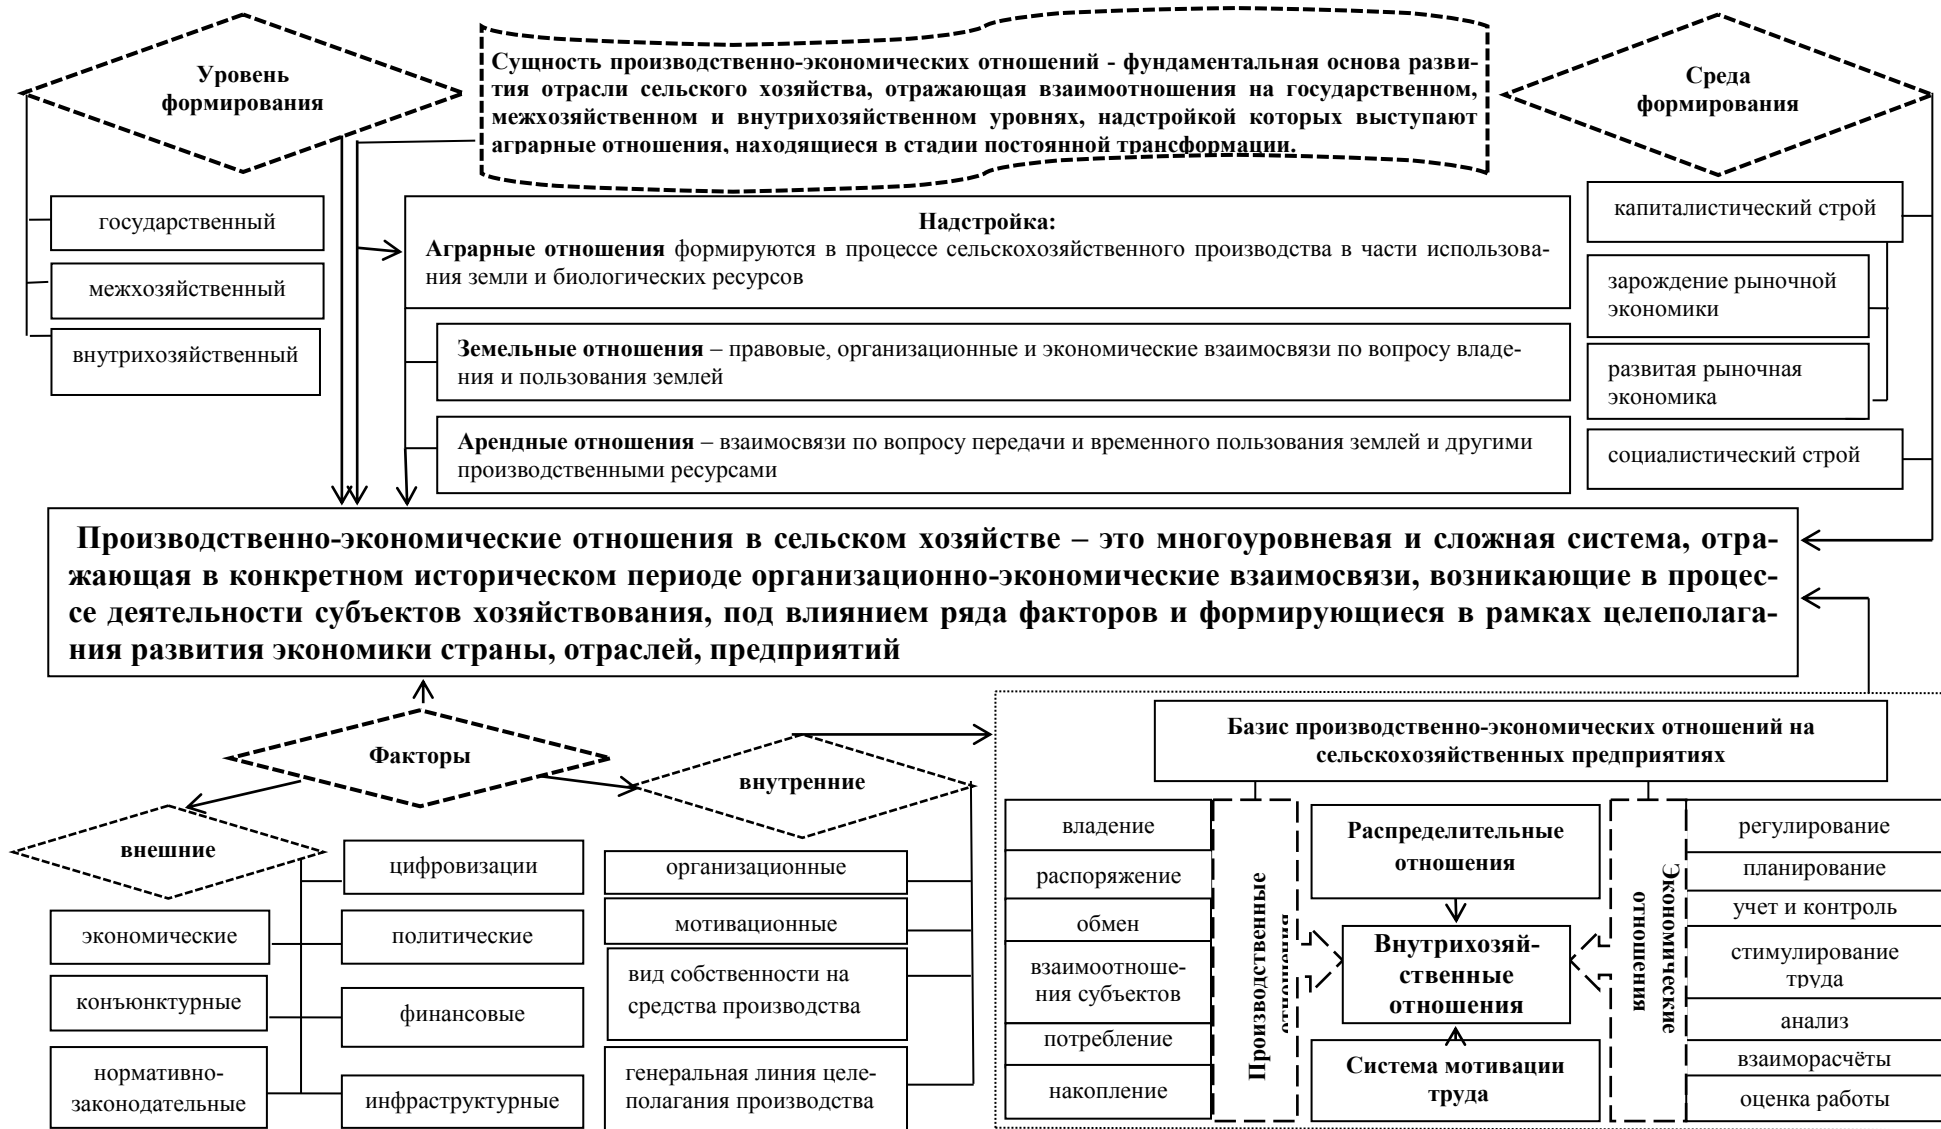 Уровень
формирования
Сущность производственно-экономических отношений - фундаментальная основа разви-
тия отрасли сельского хозяйства, отражающая взаимоотношения на государственном,
межхозяйственном и внутрихозяйственном уровнях, надстройкой которых выступают
аграрные отношения, находящиеся в стадии постоянной трансформации.
Среда
формирования
государственный
межхозяйственный
внутрихозяйственный
Надстройка:
Аграрные отношения формируются в процессе сельскохозяйственного производства в части использова-
ния земли и биологических ресурсов
Земельные отношения – правовые, организационные и экономические взаимосвязи по вопросу владе-
ния и пользования землей
Арендные отношения – взаимосвязи по вопросу передачи и временного пользования землей и другими
производственными ресурсами
капиталистический строй
зарождение рыночной
экономики
развитая рыночная
экономика
социалистический строй
Производственно-экономические отношения в сельском хозяйстве – это многоуровневая и сложная система, отра-
жающая в конкретном историческом периоде организационно-экономические взаимосвязи, возникающие в процес-
се деятельности субъектов хозяйствования, под влиянием ряда факторов и формирующиеся в рамках целеполага-
ния развития экономики страны, отраслей, предприятий
Факторы
внешние
внутренние
экономические
конъюнктурные
нормативно-
законодательные
цифровизации
политические
финансовые
инфраструктурные
организационные
мотивационные
вид собственности на
средства производства
генеральная линия целе-
полагания производства
Базис производственно-экономических отношений на
сельскохозяйственных предприятиях
владение
распоряжение
обмен
взаимоотноше-
ния субъектов
потребление
накопление
Производственные
отношения
Распределительные
отношения
Внутрихозяй-
ственные
отношения
Система мотивации
труда
Экономические
отношения
регулирование
планирование
учет и контроль
стимулирование
труда
анализ
взаиморасчёты
оценка работы